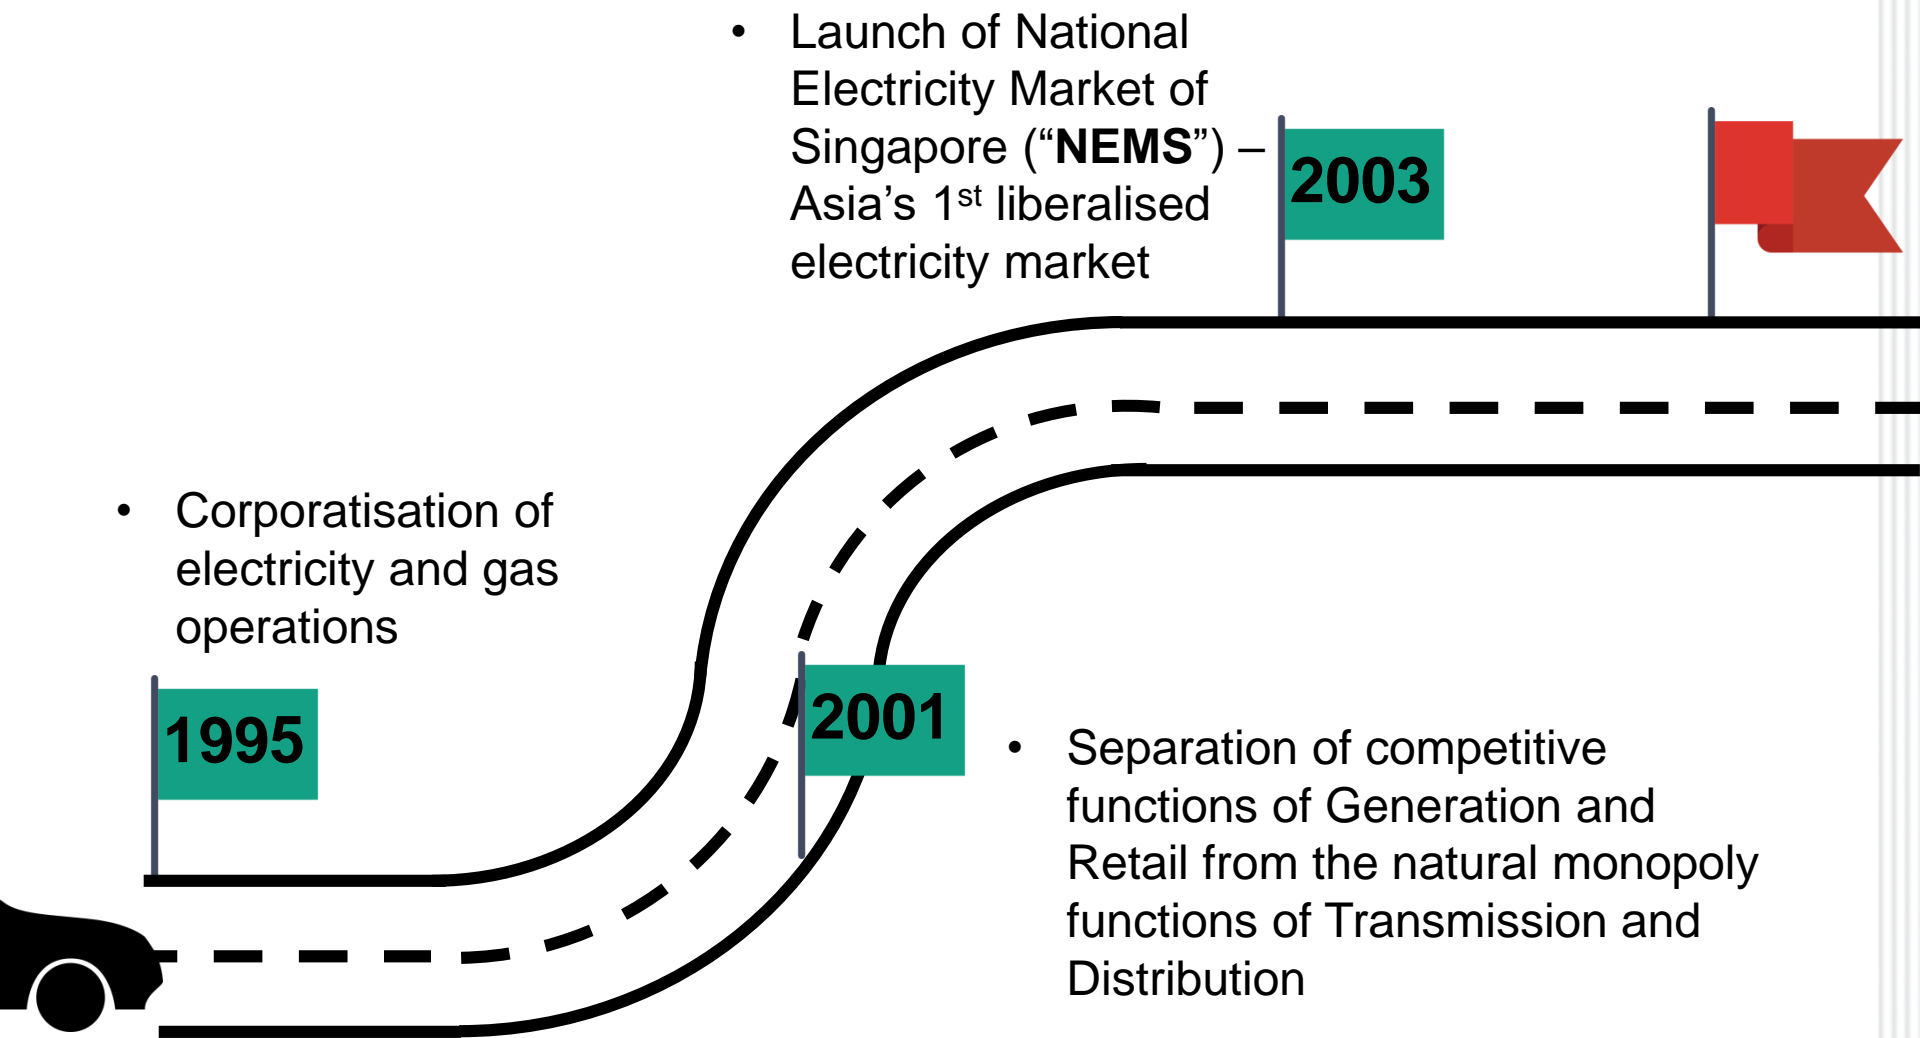 • Launch of National
Electricity Market of
Singapore (“NEMS”) –
Asia’s 1st liberalised
electricity market
2003
• Corporatisation of
electricity and gas
operations
1995
2001
• Separation of competitive
functions of Generation and
Retail from the natural monopoly
functions of Transmission and
Distribution